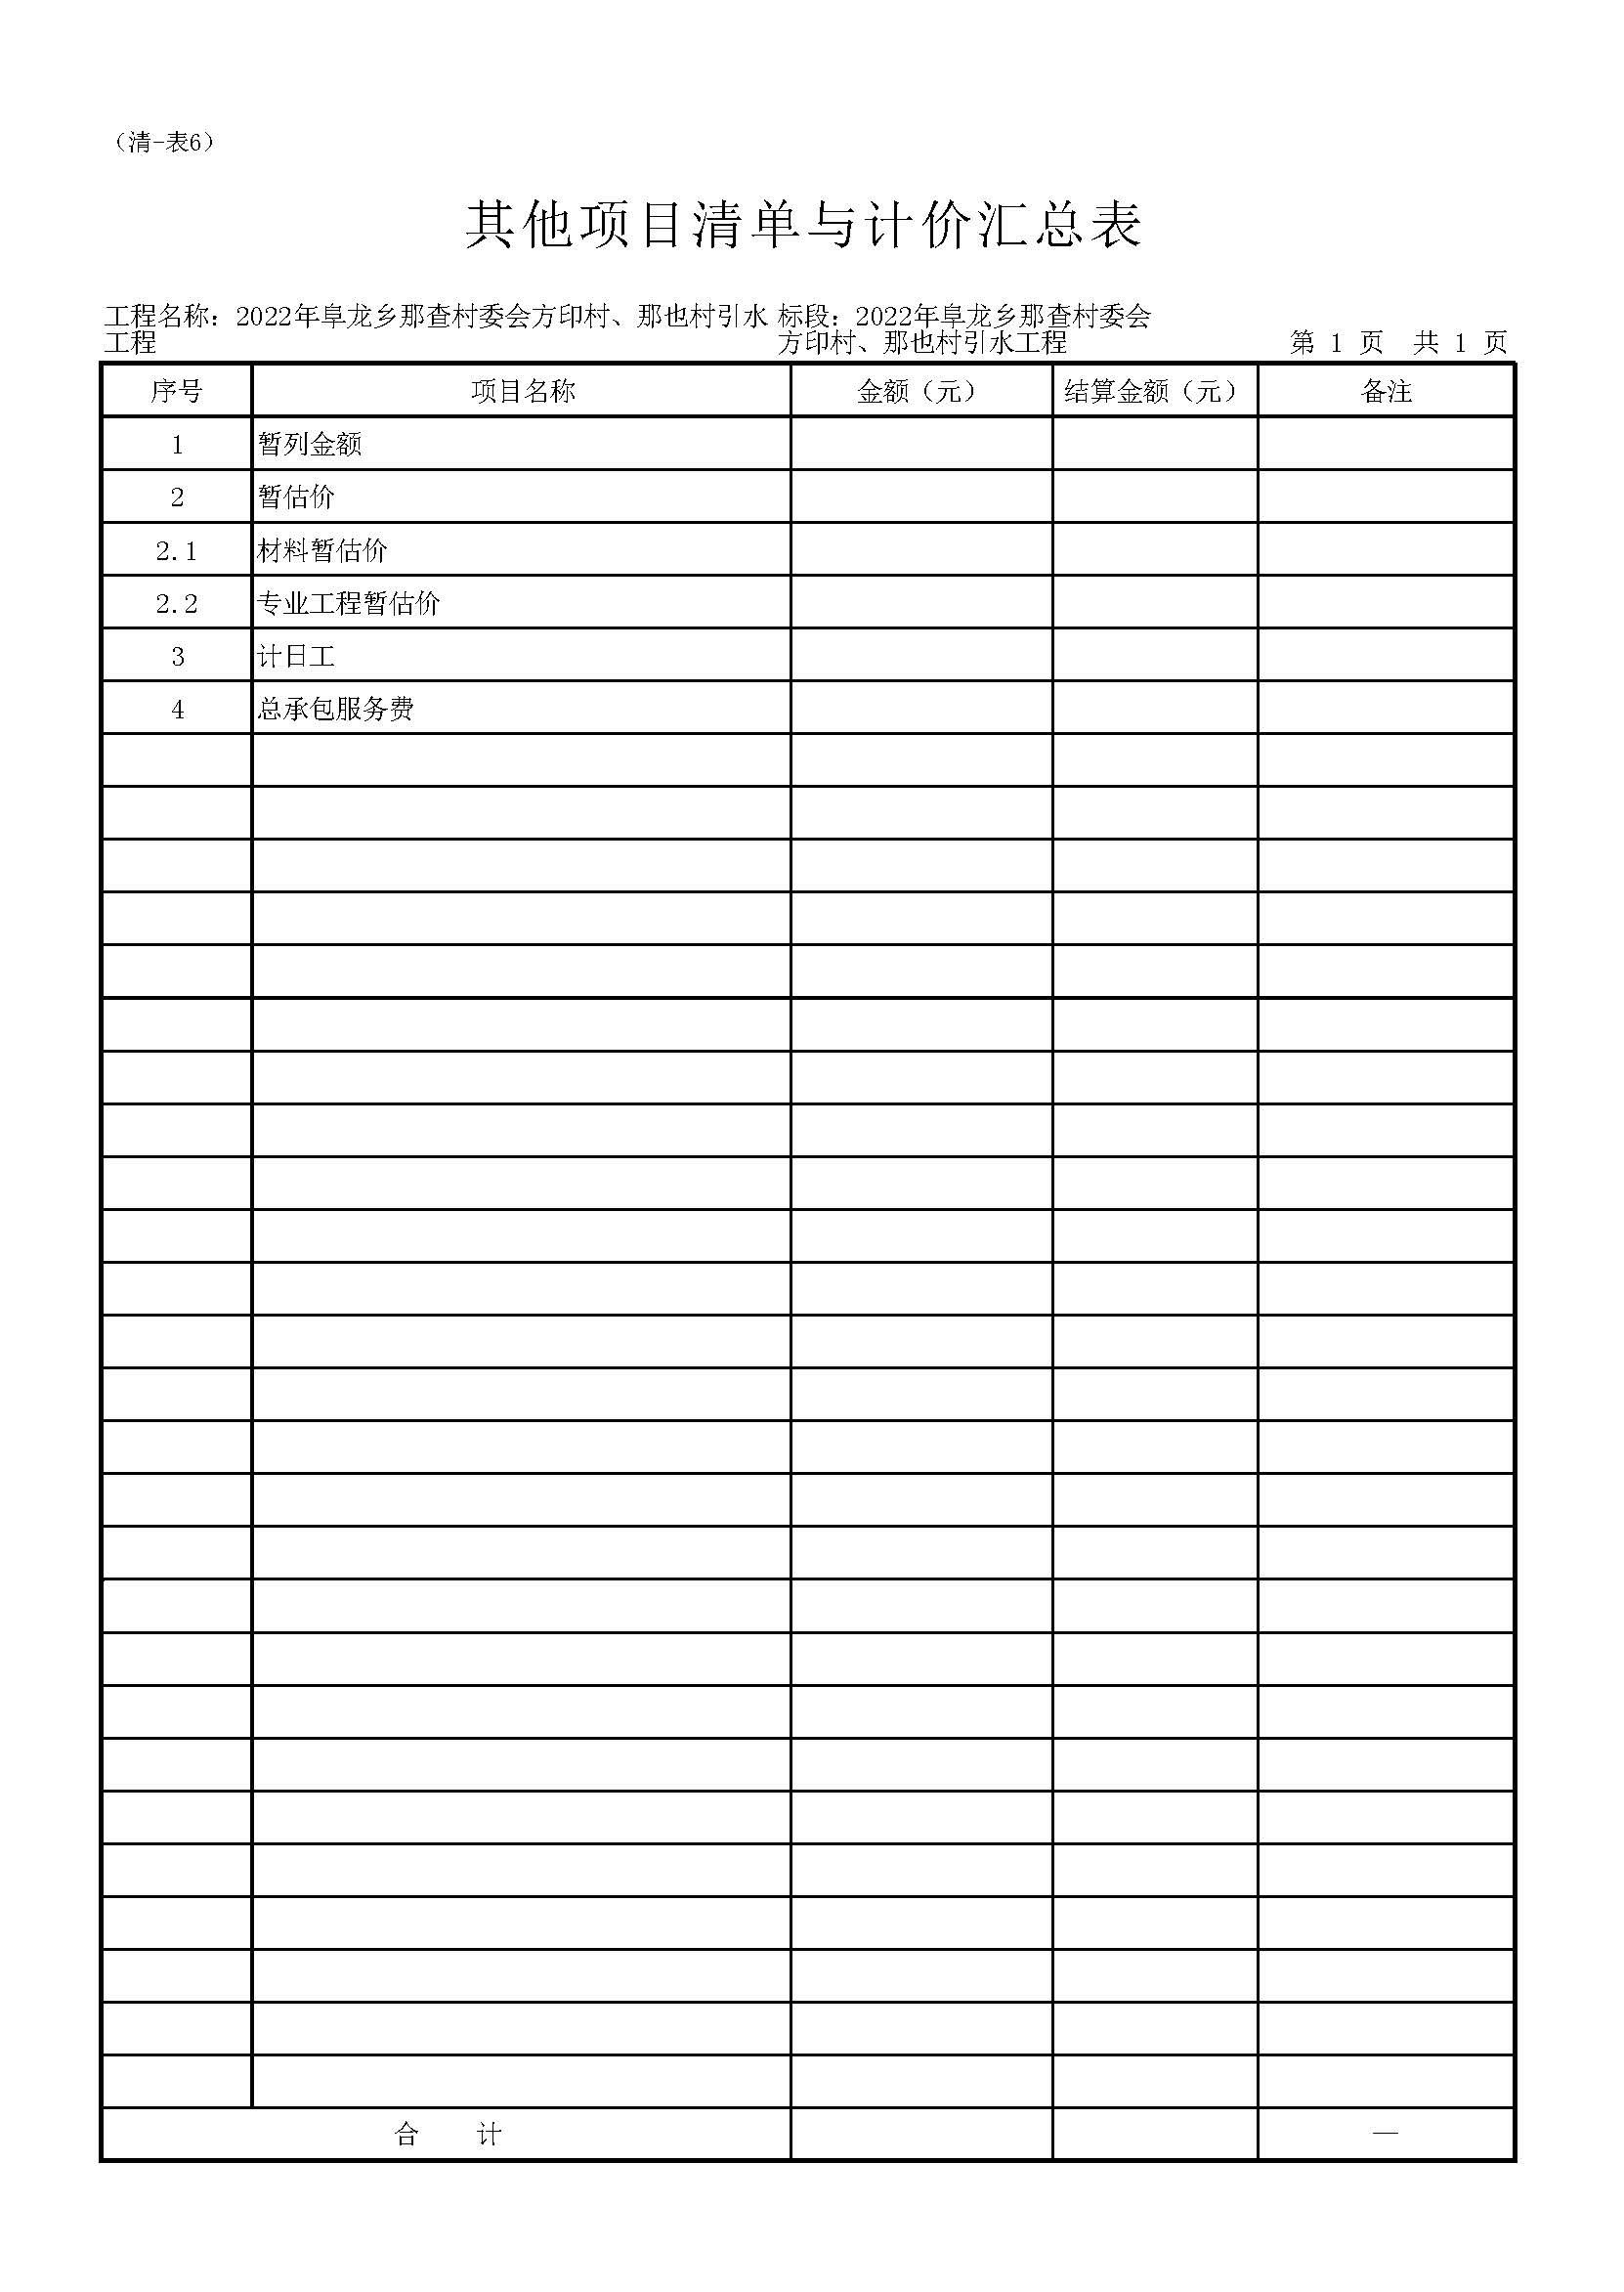 （清-表6）
其他项目清单与计价汇总表
工程名称：2022年阜龙乡那查村委会方印村、那也村引水 标段：2022年阜龙乡那查村委会
工程 方印村、那也村引水工程 第 1 页 共 1 页
序号 项目名称 金额（元） 结算金额（元） 备注
1 暂列金额
2 暂估价
2.1 材料暂估价
2.2 专业工程暂估价
3 计日工
4 总承包服务费
合 计 —